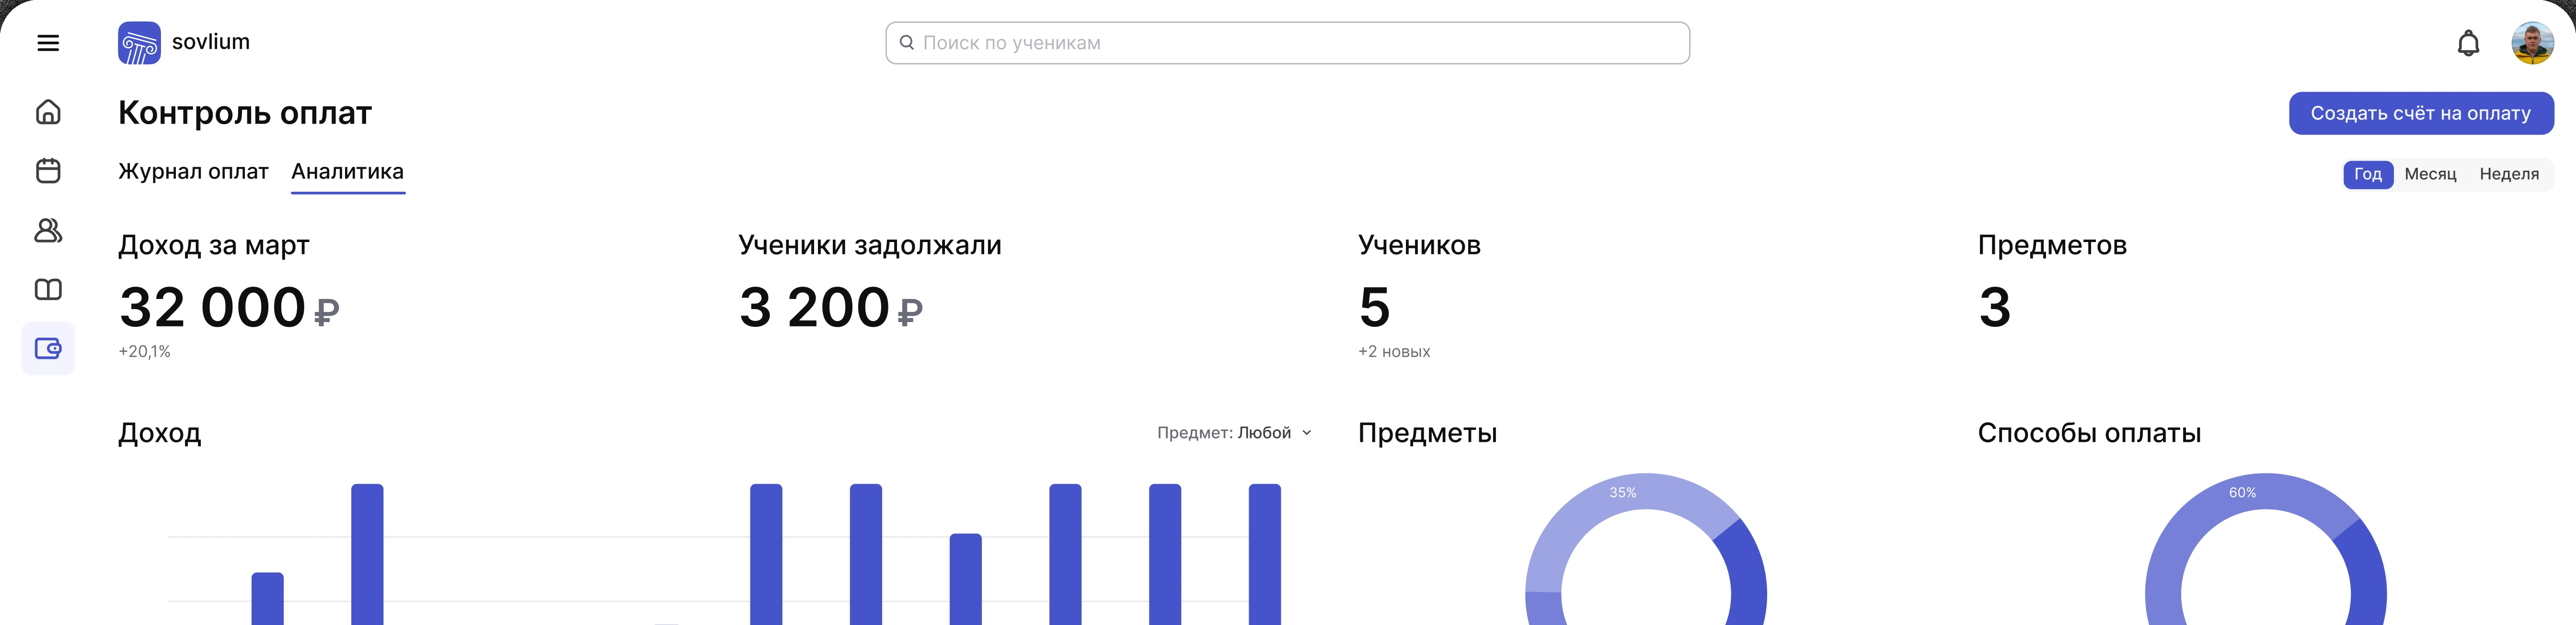 sovlium
Поиск по ученикам
Контроль оплат
Создать счёт на оплату
Журнал оплат Аналитика
Год Месяц Неделя
Доход за март
32 000 ₽
+20,1%
Ученики задолжали
3 200 ₽
Учеников
5
+2 новых
Предметов
3
Доход
Предмет: Любой
Предметы
35%
Способы оплаты
60%